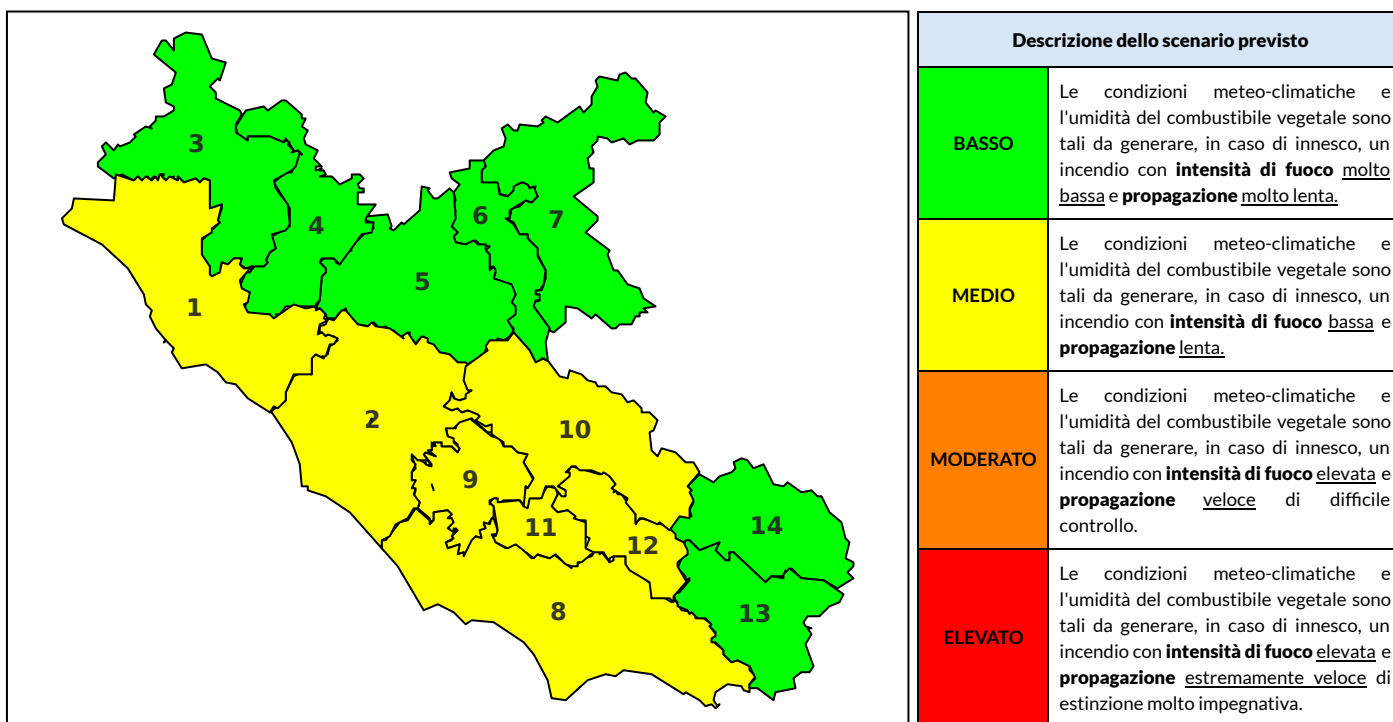 3
4
6
7
5
1
2
10
9
14
11
12
8
13
Descrizione dello scenario previsto
BASSO
Le condizioni meteo-climatiche e
l'umidità del combustibile vegetale sono
tali da generare, in caso di innesco, un
incendio con intensità di fuoco molto
bassa e propagazione molto lenta.
MEDIO
Le condizioni meteo-climatiche e
l'umidità del combustibile vegetale sono
tali da generare, in caso di innesco, un
incendio con intensità di fuoco bassa e
propagazione lenta.
MODERATO
Le condizioni meteo-climatiche e
l'umidità del combustibile vegetale sono
tali da generare, in caso di innesco, un
incendio con intensità di fuoco elevata e
propagazione veloce di difficile
controllo.
ELEVATO
Le condizioni meteo-climatiche e
l'umidità del combustibile vegetale sono
tali da generare, in caso di innesco, un
incendio con intensità di fuoco elevata e
propagazione estremamente veloce di
estinzione molto impegnativa.